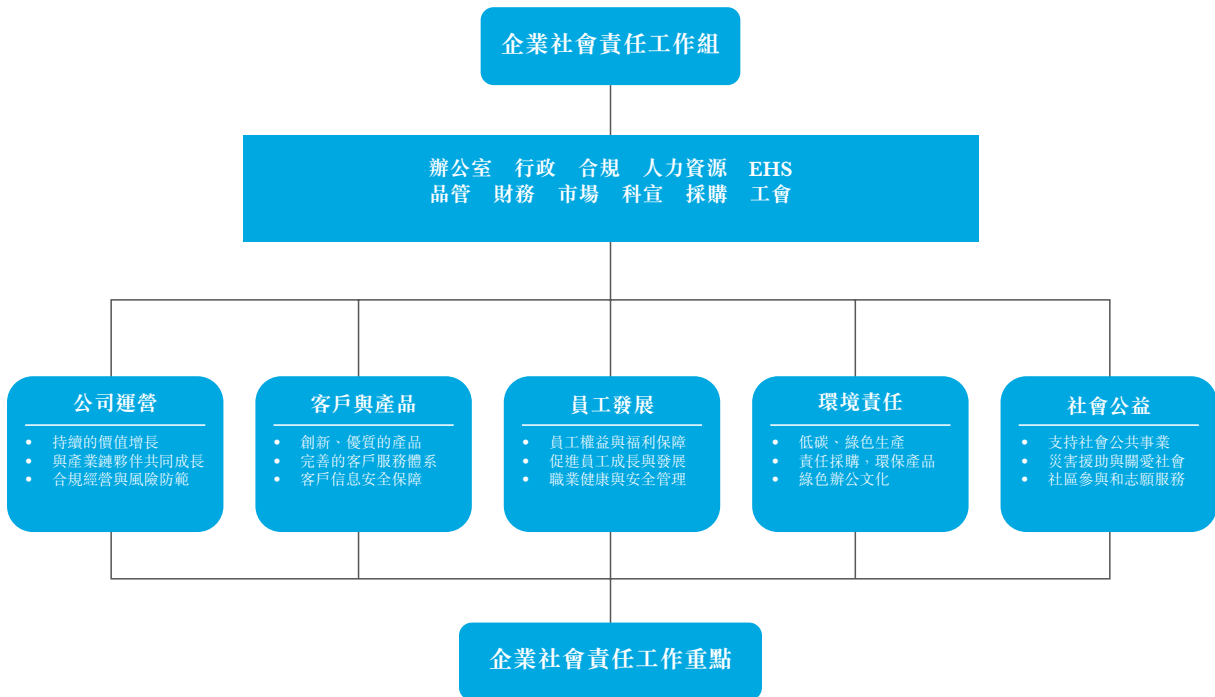 企業社會責任工作組
辦公室 行政 合規 人力資源 EHS
品管 財務 市場 科宣 採購 工會
公司運營
• 持續的價值增長
• 與產業鏈夥伴共同成長
• 合規經營與風險防範
客戶與產品
• 創新、優質的產品
• 完善的客戶服務體系
• 客戶信息安全保障
員工發展
• 員工權益與福利保障
• 促進員工成長與發展
• 職業健康與安全管理
環境責任
• 低碳、綠色生產
• 責任採購，環保產品
• 綠色辦公文化
社會公益
• 支持社會公共事業
• 災害援助與關愛社會
• 社區參與和志願服務
企業社會責任工作重點